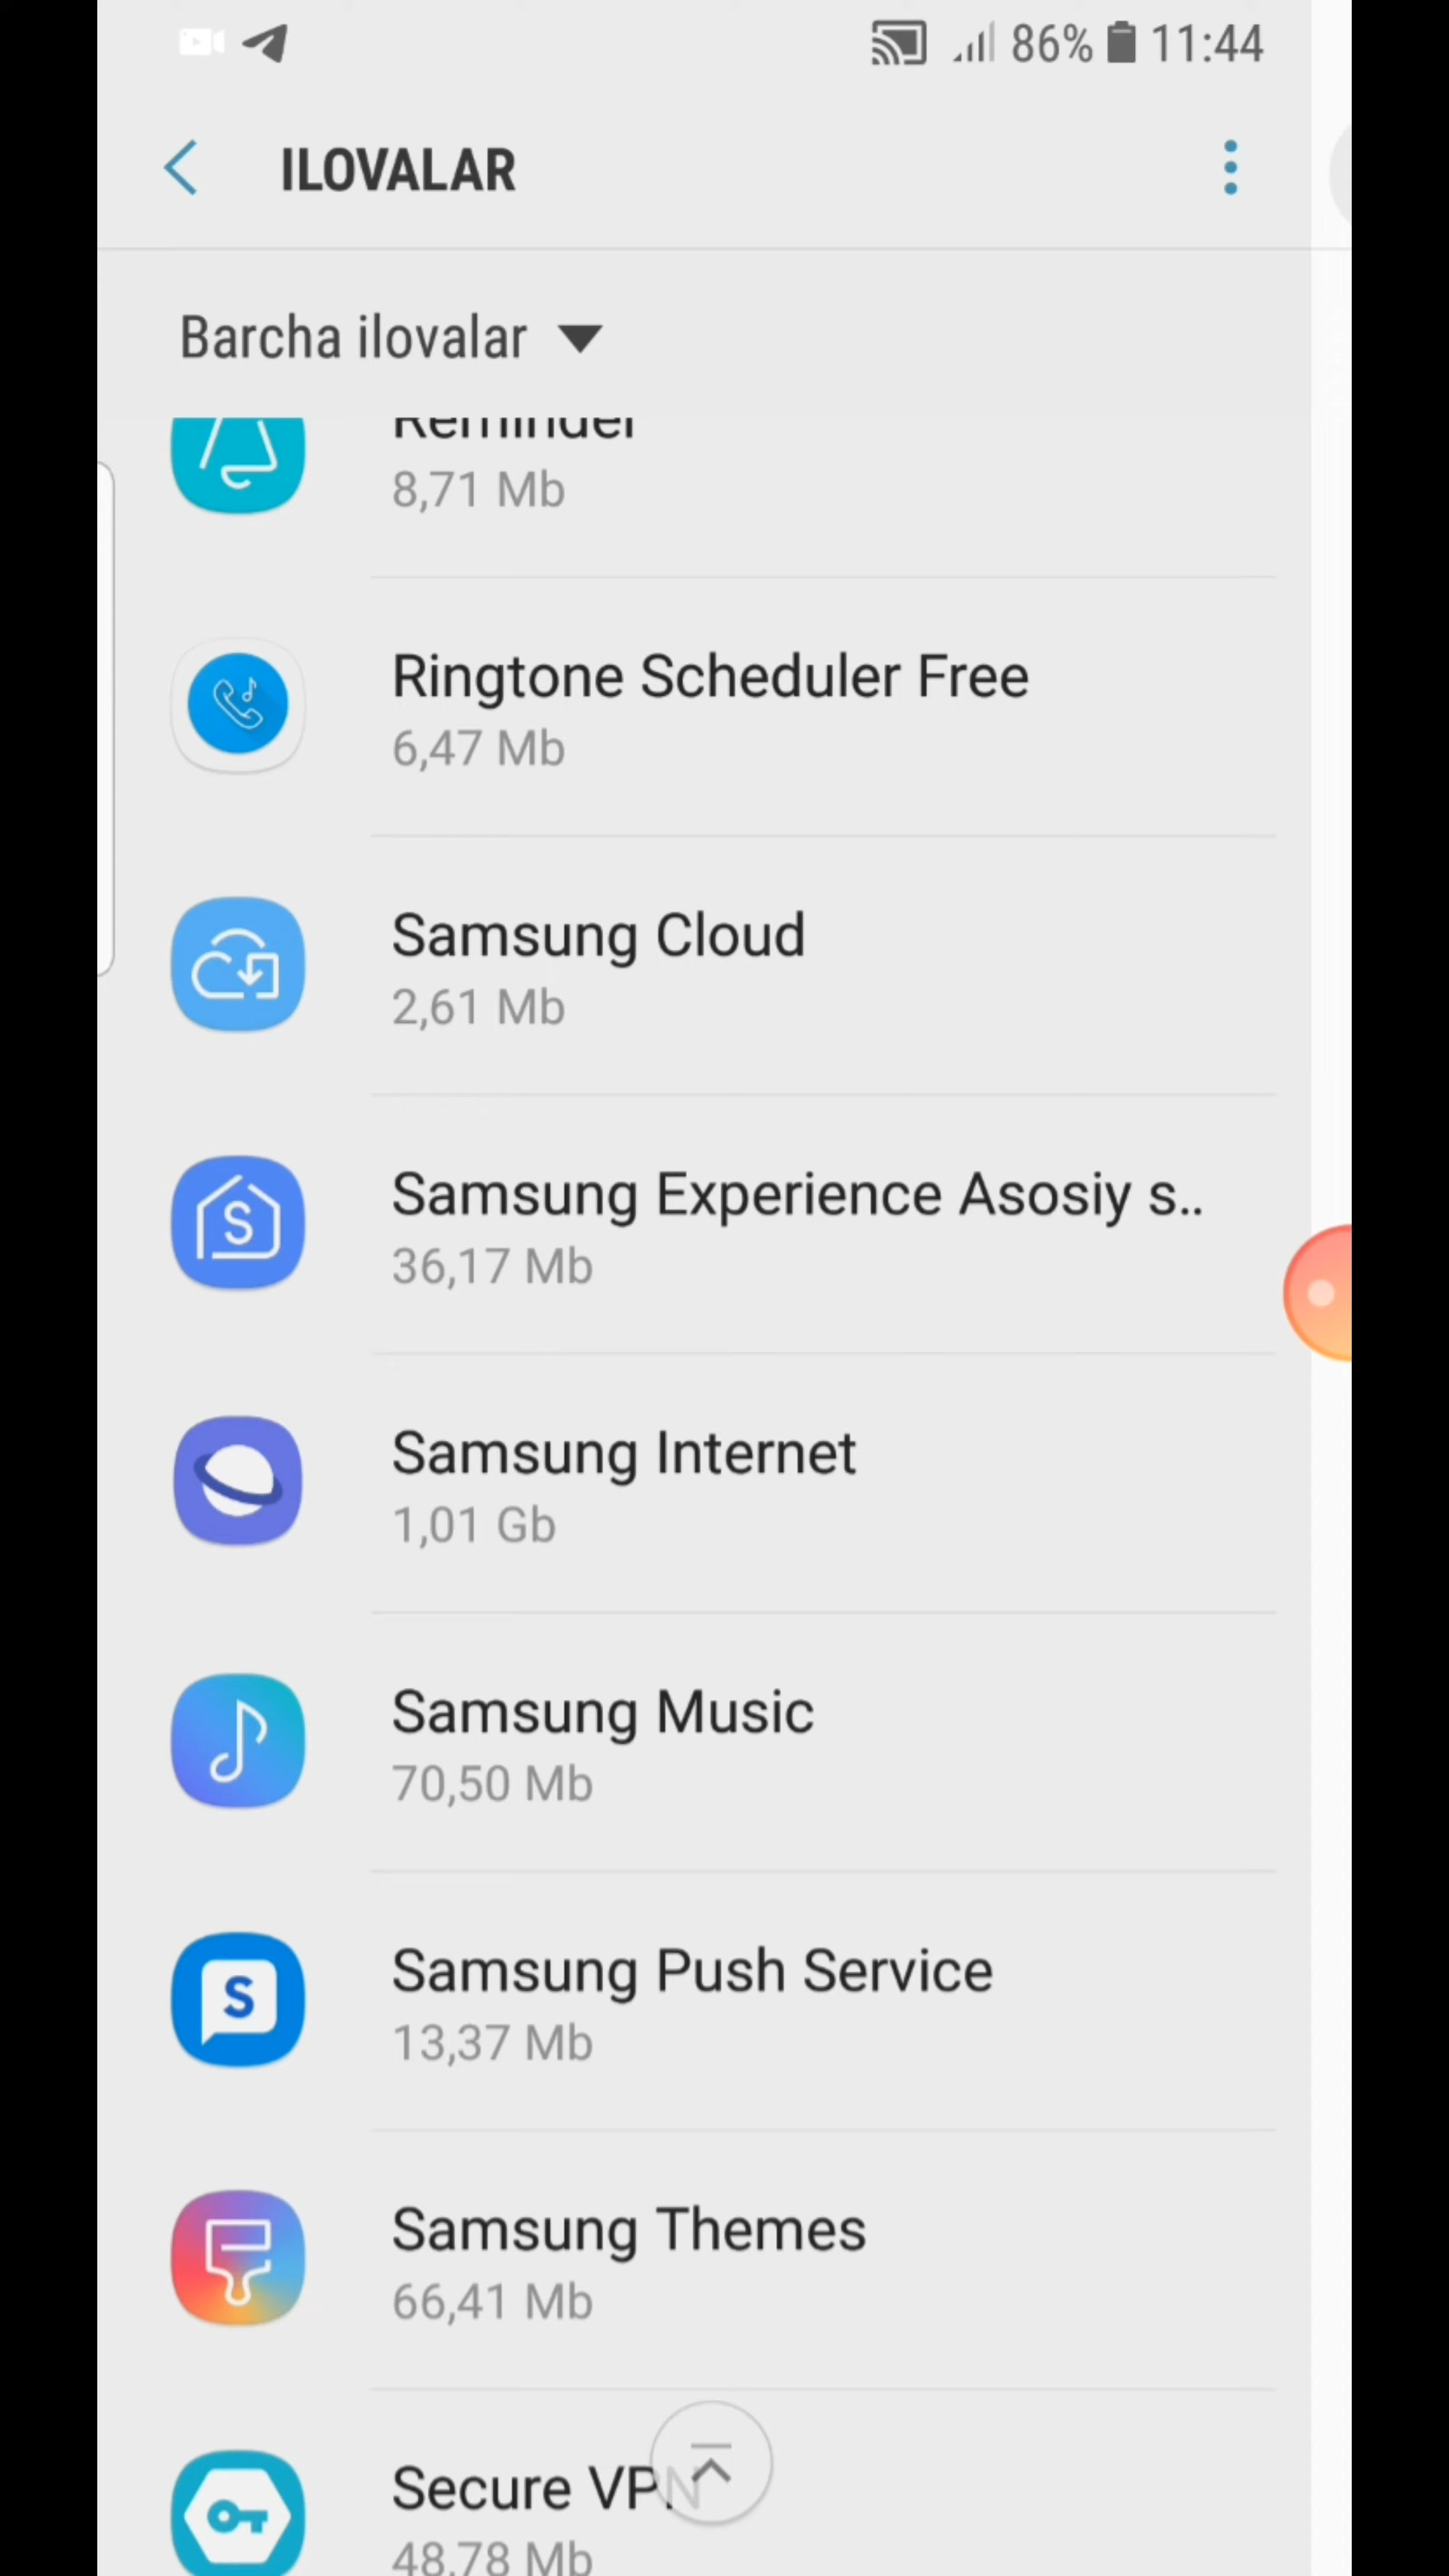 86% 11:44
ILOVALAR
Barcha ilovalar
Reminder
8,71 Mb
Ringtone Scheduler Free
6,47 Mb
Samsung Cloud
2,61 Mb
Samsung Experience Asosiy s..
36,17 Mb
Samsung Internet
1,01 Gb
Samsung Music
70,50 Mb
Samsung Push Service
13,37 Mb
Samsung Themes
66,41 Mb
Secure VPN
48,78 Mb